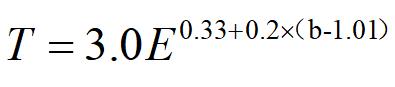 T = 3.0E^{0.33+0.2×（b-1.01）}